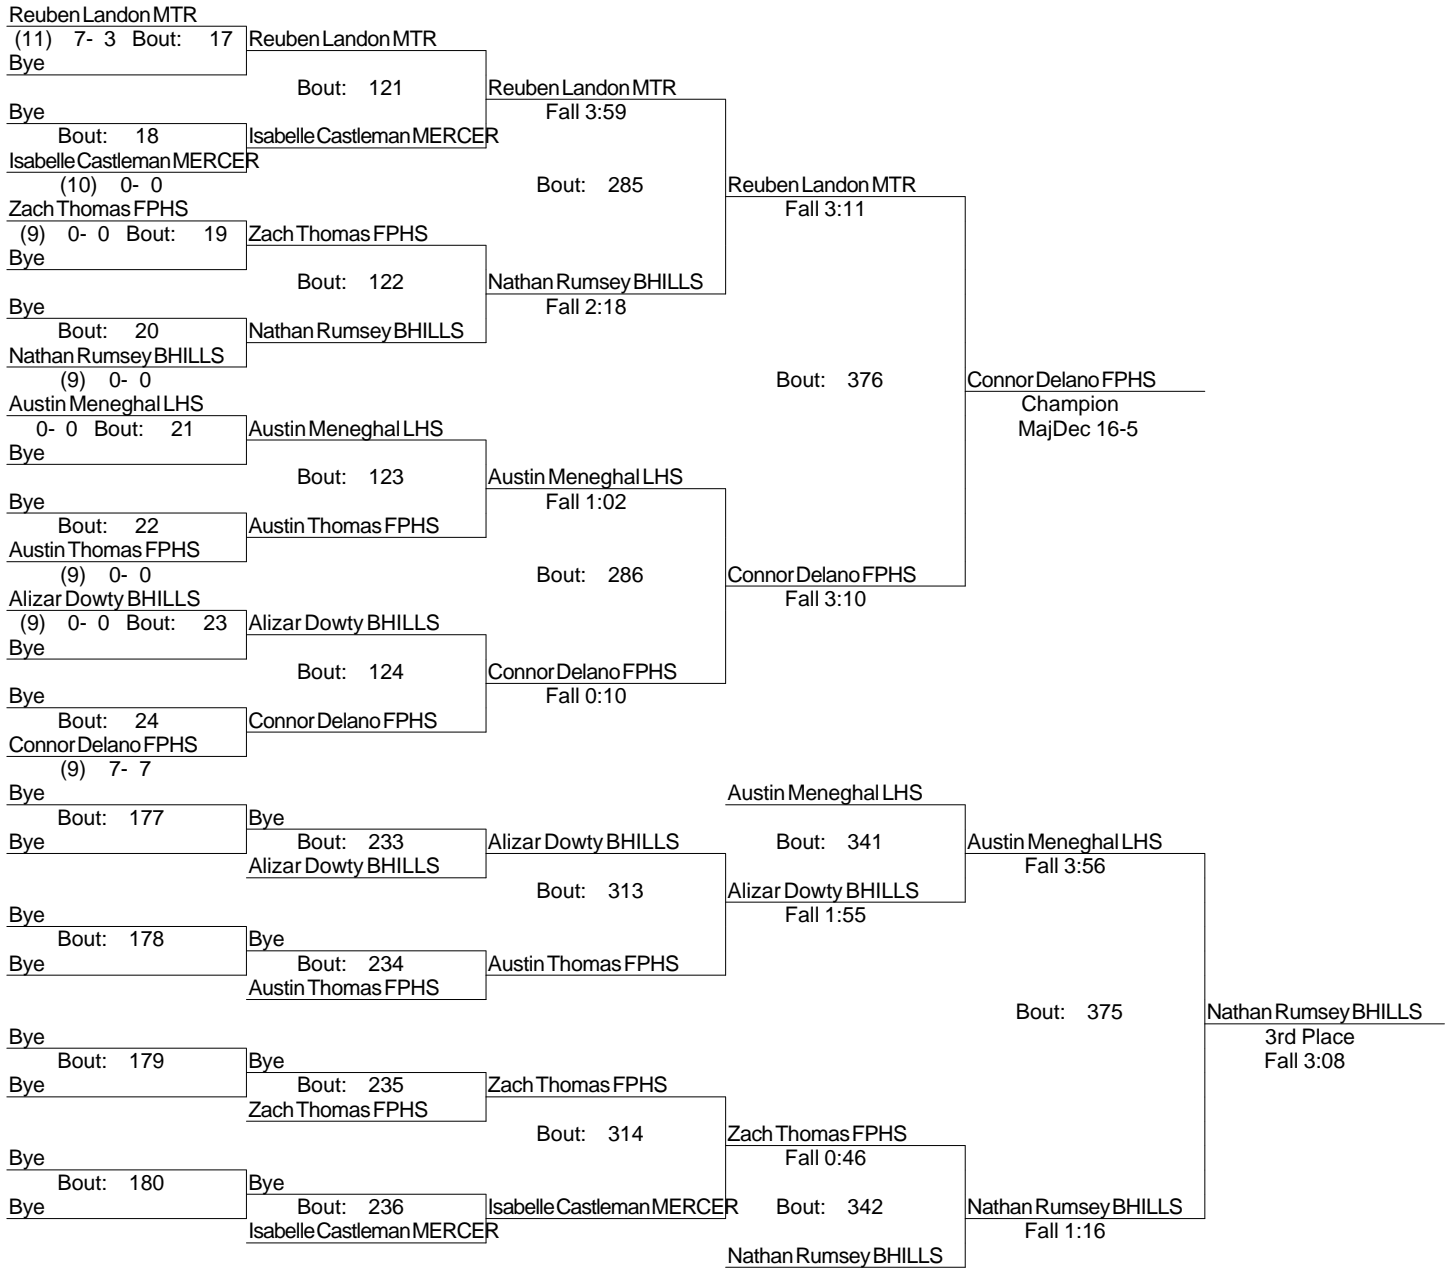 Reuben Landon MTR
(11) 7- 3 Bout: 17 Reuben Landon MTR
Bye
Bout: 121 Reuben Landon MTR
Bye Fall 3:59
Bout: 18 Isabelle Castleman MERCER
Isabelle Castleman MERCER
(10) 0- 0 Bout: 285 Reuben Landon MTR
Zach Thomas FPHS Fall 3:11
(9) 0- 0 Bout: 19 Zach Thomas FPHS
Bye
Bout: 122 Nathan Rumsey BHILLS
Bye Fall 2:18
Bout: 20 Nathan Rumsey BHILLS
Nathan Rumsey BHILLS
(9) 0- 0 Bout: 376 Connor Delano FPHS
Austin Meneghal LHS Champion
0- 0 Bout: 21 Austin Meneghal LHS MajDec 16-5
Bye
Bout: 123 Austin Meneghal LHS
Bye Fall 1:02
Bout: 22 Austin Thomas FPHS
Austin Thomas FPHS
(9) 0- 0 Bout: 286 Connor Delano FPHS
Alizar Dowty BHILLS Fall 3:10
(9) 0- 0 Bout: 23 Alizar Dowty BHILLS
Bye
Bout: 124 Connor Delano FPHS
Bye Fall 0:10
Bout: 24 Connor Delano FPHS
Connor Delano FPHS
(9) 7- 7
Bye Austin Meneghal LHS
Bout: 177 Bye
Bye Bout: 233 Alizar Dowty BHILLS Bout: 341 Austin Meneghal LHS
Alizar Dowty BHILLS Fall 3:56
Bout: 313 Alizar Dowty BHILLS
Bye Fall 1:55
Bout: 178 Bye
Bye Bout: 234 Austin Thomas FPHS
Austin Thomas FPHS
Bout: 375 Nathan Rumsey BHILLS
Bye 3rd Place
Bout: 179 Bye Fall 3:08
Bye Bout: 235 Zach Thomas FPHS
Zach Thomas FPHS
Bout: 314 Zach Thomas FPHS
Bye Fall 0:46
Bout: 180 Bye
Bye Bout: 236 Isabelle Castleman MERCER Bout: 342 Nathan Rumsey BHILLS
Isabelle Castleman MERCER Fall 1:16
Nathan Rumsey BHILLS